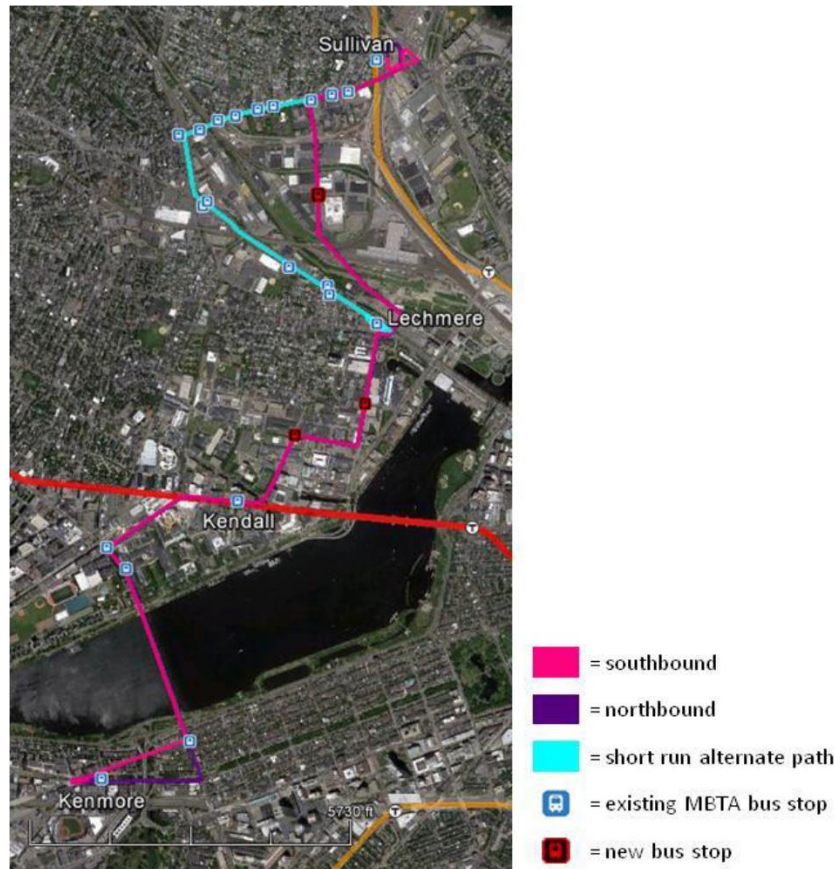 Sullivan
Lechmere
Kendall
Kenmore
5730 ft
T
T
T
= southbound
= northbound
= short run alternate path
= existing MBTA bus stop
= new bus stop